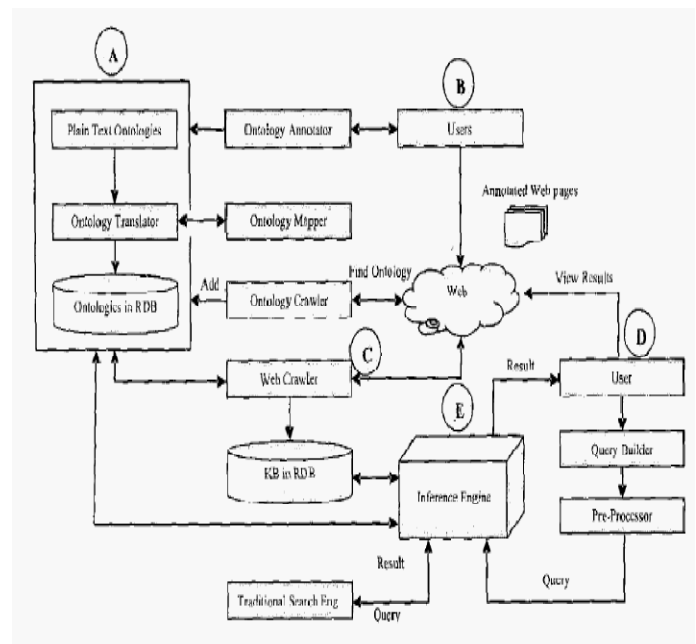 A
B
Plain Text Ontologies
Ontology Annotator
Users
Annotated Web pages
Ontology Translator
Ontology Mapper
Find Ontology
Add
Web
View Results
Ontologies in RDB
Ontology Crawler
D
C
Result
User
Web Crawler
E
Query Builder
KB in RDB
Inference Engine
Pre-Processor
Result
Query
Traditional Search Eng
Query